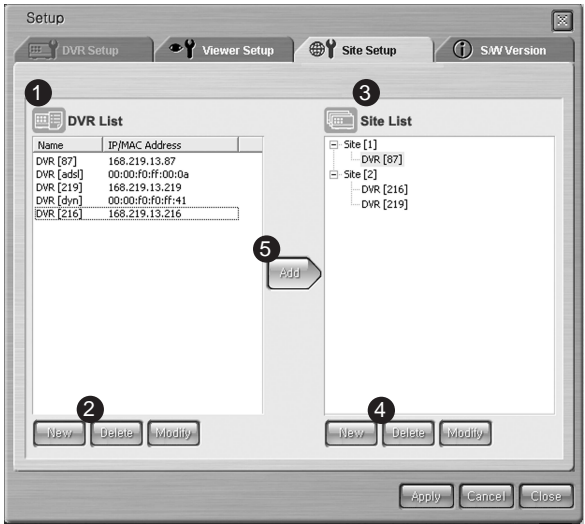 Setup
DVR Setup Viewer Setup Site Setup S/W Version
1 3
DVR List Site List
Name IP/MAC Address
DVR [87] 168.219.13.87
DVR [adsl] 00:00:f0:ff:00:0a
DVR [219] 168.219.13.219
DVR [dyn] 00:00:f0:f0:ff:41
DVR [216] 168.219.13.216
Site [1]
DVR [87]
Site [2]
DVR [216]
DVR [219]
5
Add
2 4
New Delete Modify New Delete Modify
Apply Cancel Close